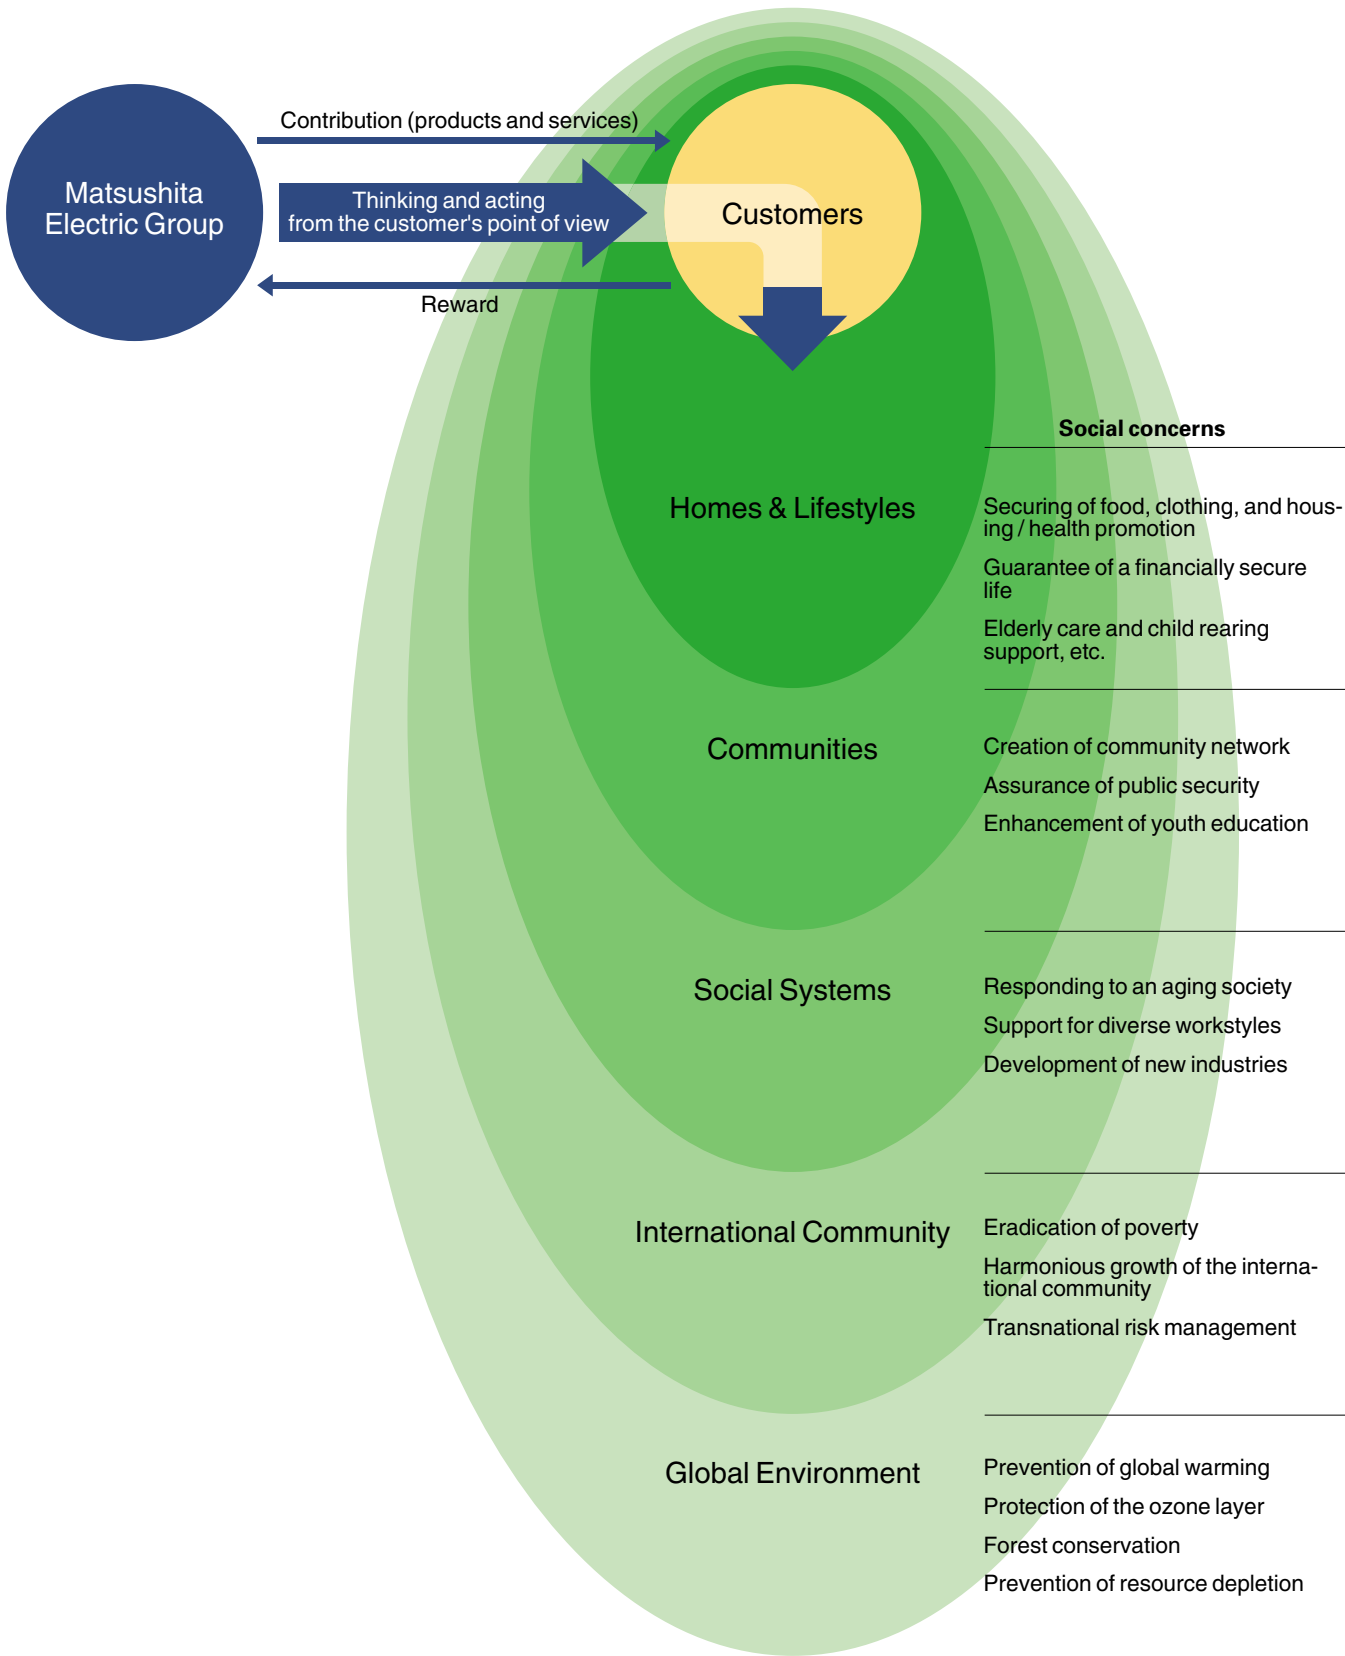 Contribution (products and services)
Matsushita
Electric Group
Thinking and acting
from the customer's point of view
Customers
Reward
Social concerns
Homes & Lifestyles
Securing of food, clothing, and hous-
ing / health promotion
Guarantee of a financially secure
life
Elderly care and child rearing
support, etc.
Communities
Creation of community network
Assurance of public security
Enhancement of youth education
Social Systems
Responding to an aging society
Support for diverse workstyles
Development of new industries
International Community
Eradication of poverty
Harmonious growth of the interna-
tional community
Transnational risk management
Global Environment
Prevention of global warming
Protection of the ozone layer
Forest conservation
Prevention of resource depletion